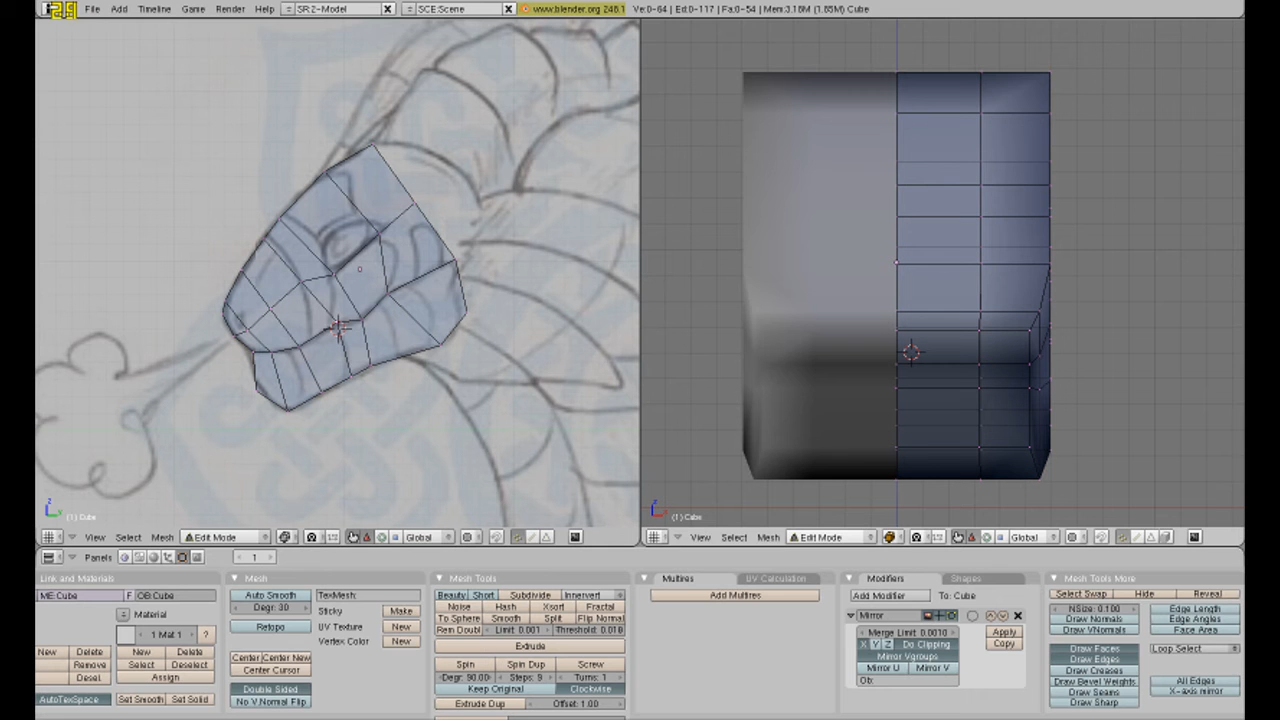 File Add Timeline Game Render Help SR:2-Model SCE:Scene www.blender.org 248.1 Ve:0-64 | Ed:0-117 | Fa:0-54 | Mem:3.16M (1.65M) Cube
(1) Cube
(1) Cube
View Select Mesh Edit Mode Global
View Select Mesh Edit Mode Global
Panels 1
Link and Materials
ME:Cube F OB:Cube
Material
1 Mat 1 ?
New Delete New Delete
Remove Select Deselect
Desel Assign
AutoTexSpace Set Smooth Set Solid
Mesh
Auto Smooth
Degr: 30
Retopo
Center Center New
Center Cursor
Double Sided
No V.Normal Flip
TexMesh:
Sticky Make
UV Texture New
Vertex Color New
Mesh Tools
Beauty Short Subdivide Innervert
Noise Hash Xsort Fractal
To Sphere Smooth Split Flip Normal
Rem Doubl Limit: 0.001 Threshold: 0.010
Extrude
Spin Spin Dup Screw
Degr: 90.00 Steps: 9 Turns: 1
Keep Original Clockwise
Extrude Dup Offset: 1.00
Multires UV Calculation
Add Multires
Modifiers Shapes
Add Modifier To: Cube
Mirror
Merge Limit: 0.0010 Apply
X Y Z Do Clipping Copy
Mirror Vgroups
Mirror U Mirror V
Ob:
Mesh Tools More
Select Swap Hide Reveal
NSize: 0.100
Draw Normals
Draw VNormals
Edge Length
Edge Angles
Face Area
Draw Faces
Draw Edges
Draw Creases
Draw Bevel Weights
Draw Seams
Draw Sharp
Loop Select
All Edges
X-axis mirror